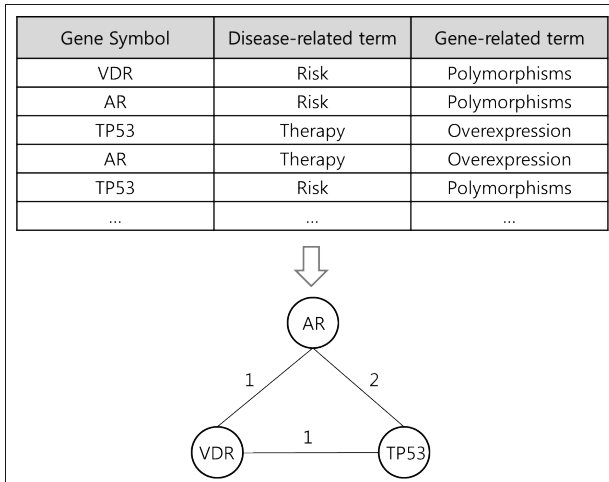 Gene Symbol Disease-related term Gene-related term
VDR Risk Polymorphisms
AR Risk Polymorphisms
TP53 Therapy Overexpression
AR Therapy Overexpression
TP53 Risk Polymorphisms
... ... ...
AR
1 2
1
VDR TP53